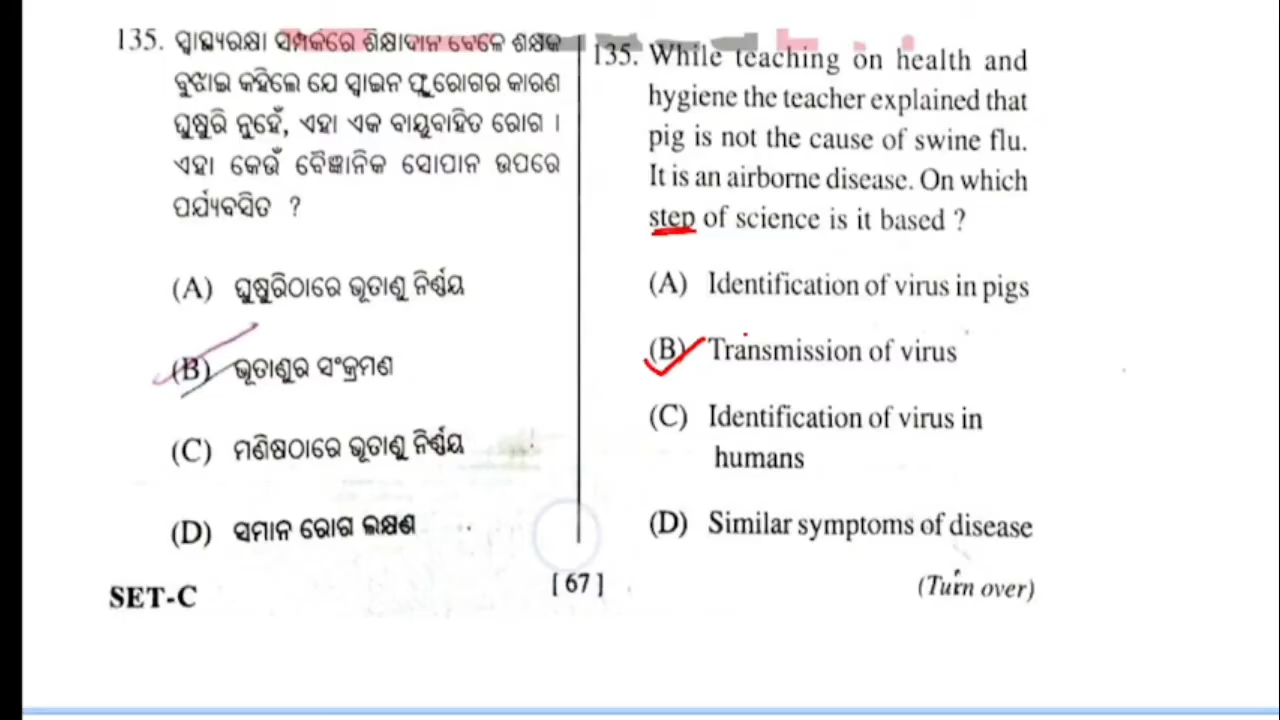 135. ସ୍ୱାସ୍ଥ୍ୟରକ୍ଷା ସମ୍ପର୍କରେ ଶିକ୍ଷାଦାନ ବେଳେ ଶିକ୍ଷକ
ବୁଝାଇ କହିଲେ ଯେ ସ୍ୱାଇନ ଫ୍ଲୁ ରୋଗର କାରଣ
ଘୁଷୁରି ନୁହେଁ, ଏହା ଏକ ବାୟୁବାହିତ ରୋଗ ।
ଏହା କେଉଁ ବୈଜ୍ଞାନିକ ସୋପାନ ଉପରେ
ପର୍ଯ୍ୟବସିତ ?
(A) ଘୁଷୁରିଠାରେ ଭୂତାଣୁ ନିର୍ଣ୍ଣୟ
(B) ଭୂତାଣୁର ସଂକ୍ରମଣ
(C) ମଣିଷଠାରେ ଭୂତାଣୁ ନିର୍ଣ୍ଣୟ
(D) ସମାନ ରୋଗ ଲକ୍ଷଣ
135. While teaching on health and
hygiene the teacher explained that
pig is not the cause of swine flu.
It is an airborne disease. On which
step of science is it based ?
(A) Identification of virus in pigs
(B) Transmission of virus
(C) Identification of virus in
humans
(D) Similar symptoms of disease
SET-C
[ 67 ]
(Turn over)